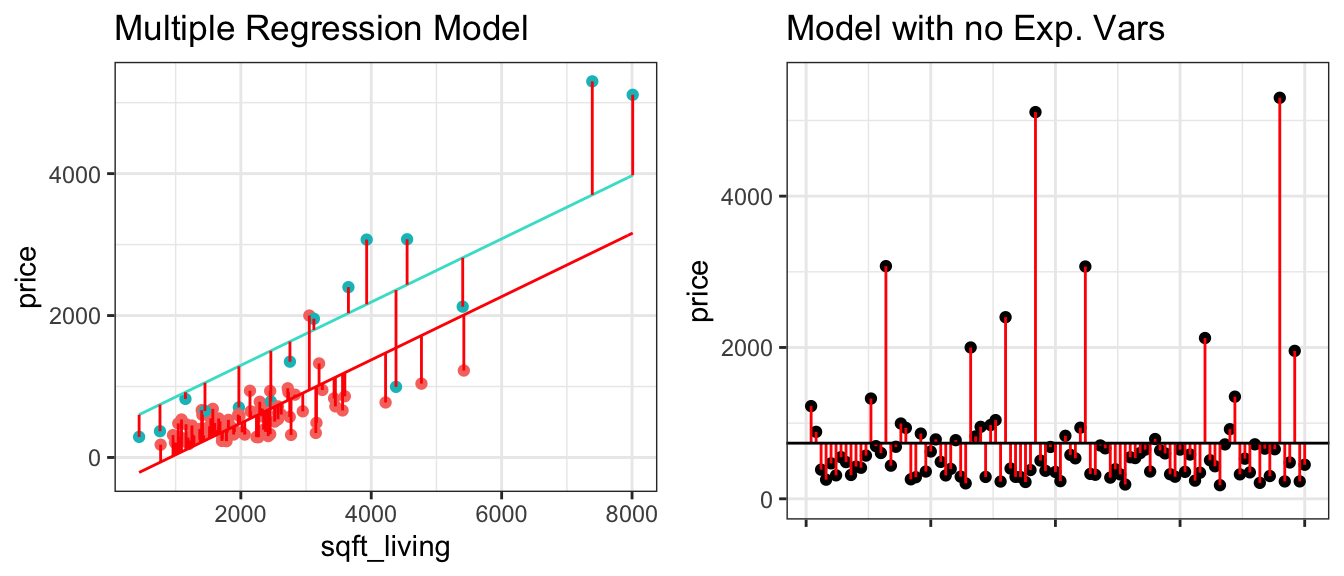 Multiple Regression Model
price
4000
2000
0
2000 4000 6000 8000
sqft_living
Model with no Exp. Vars
price
4000
2000
0